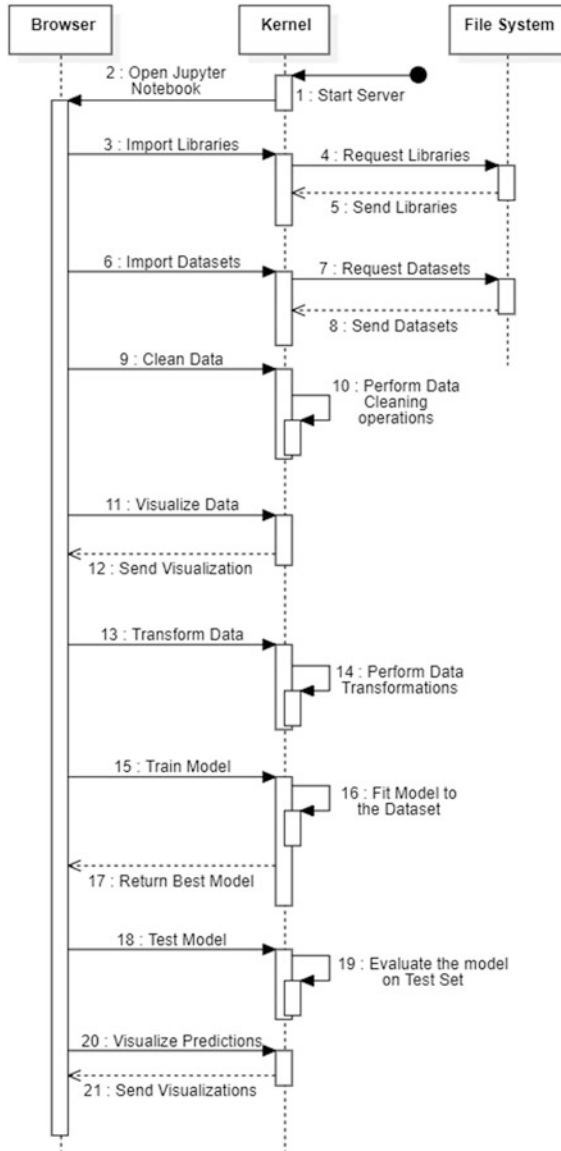 Browser
Kernel
File System
2 : Open Jupyter
Notebook
1 : Start Server
3 : Import Libraries
4 : Request Libraries
5 : Send Libraries
6 : Import Datasets
7 : Request Datasets
8 : Send Datasets
9 : Clean Data
10 : Perform Data
Cleaning
operations
11 : Visualize Data
12 : Send Visualization
13 : Transform Data
14 : Perform Data
Transformations
15 : Train Model
16 : Fit Model to
the Dataset
17 : Return Best Model
18 : Test Model
19 : Evaluate the model
on Test Set
20 : Visualize Predictions
21 : Send Visualizations